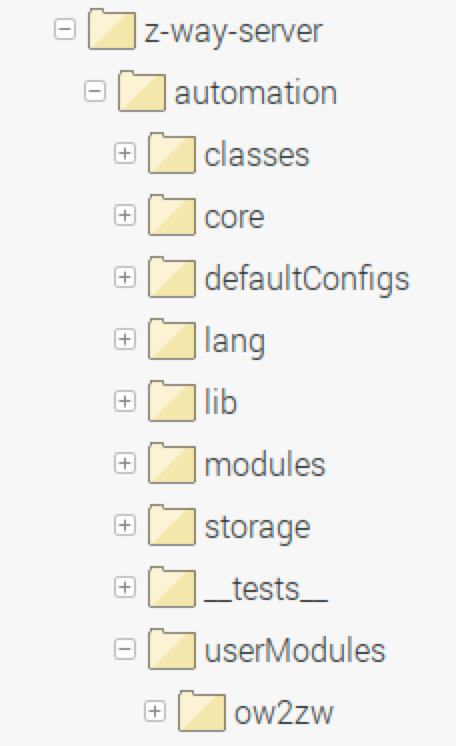 z-way-server
automation
classes
core
defaultConfigs
lang
lib
modules
storage
__tests__
userModules
ow2zw